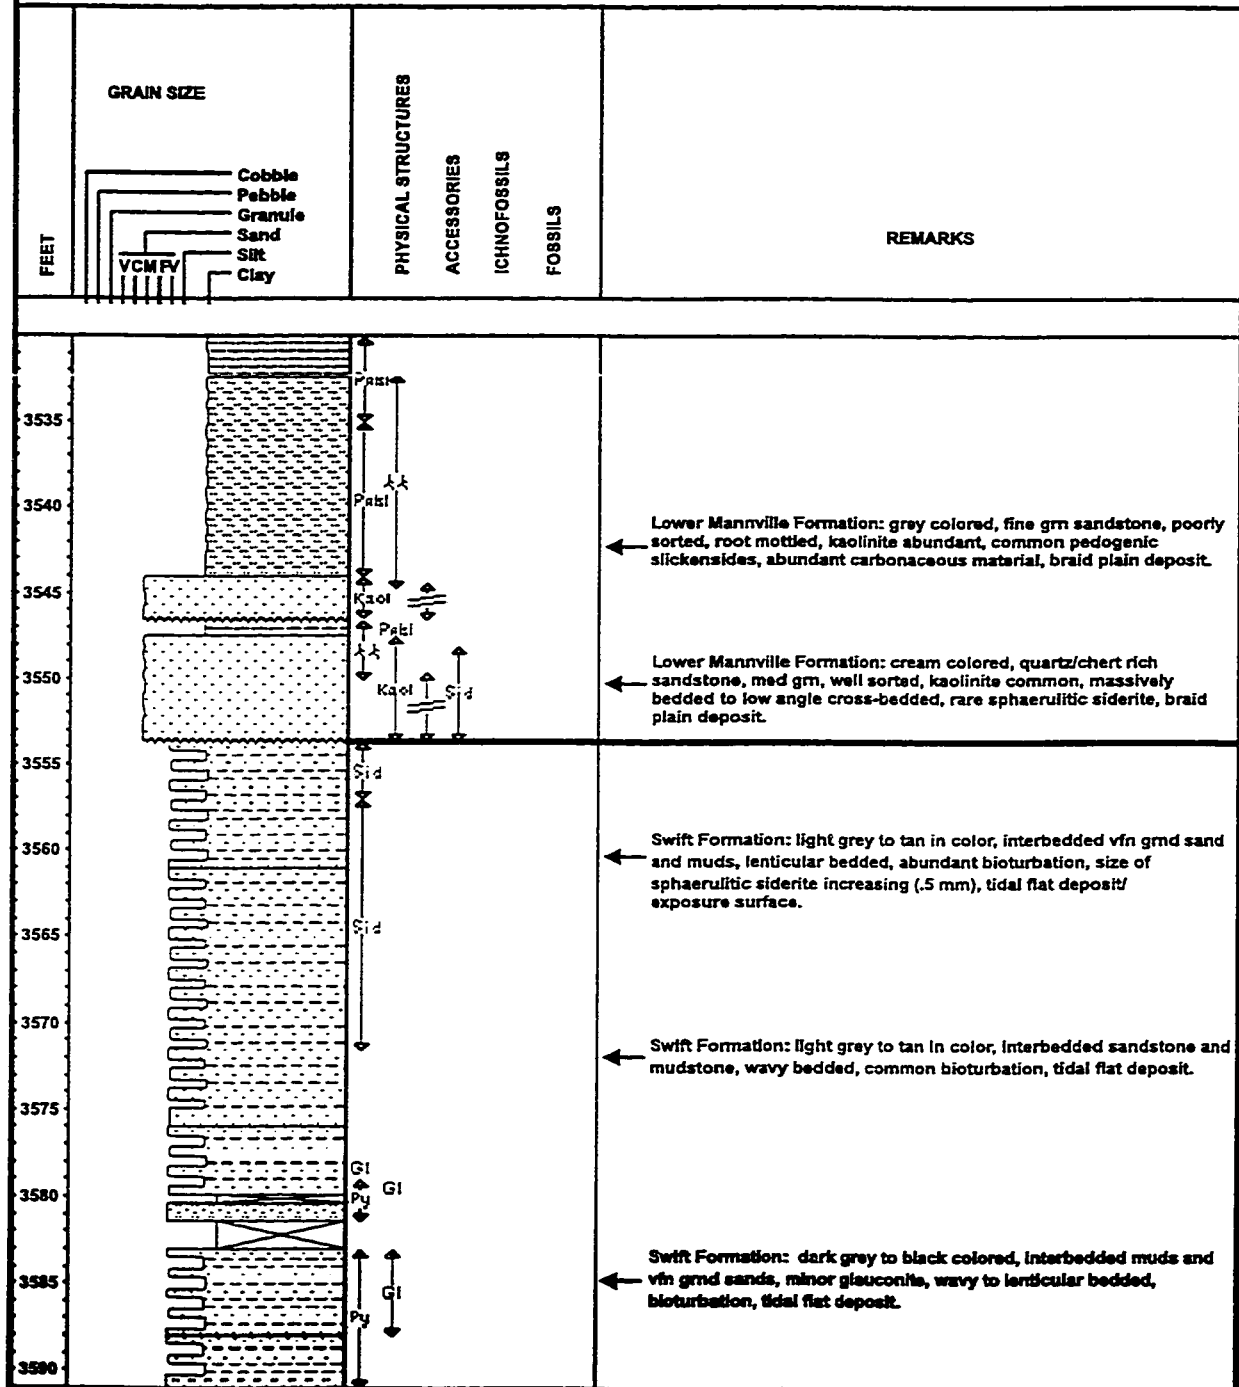 FEET
GRAIN SIZE
Cobble
Pebble
Granule
Sand
Silt
Clay
VCMFV
PHYSICAL STRUCTURES
ACCESSORIES
ICHNOFOSSILS
FOSSILS
REMARKS
3535
3540
3545
3550
3555
3560
3565
3570
3575
3580
3585
3590
Pasl
Pasl
Kaol
Pasl
Kaol
Sid
Sid
Sid
Gl
Gl
Py
Gl
Py
Lower Mannville Formation: grey colored, fine grn sandstone, poorly
sorted, root mottled, kaolinite abundant, common pedogenic
slickensides, abundant carbonaceous material, braid plain deposit.
Lower Mannville Formation: cream colored, quartz/chert rich
sandstone, med grn, well sorted, kaolinite common, massively
bedded to low angle cross-bedded, rare sphaerulitic siderite, braid
plain deposit.
Swift Formation: light grey to tan in color, interbedded vfn grnd sand
and muds, lenticular bedded, abundant bioturbation, size of
sphaerulitic siderite increasing (.5 mm), tidal flat deposit/
exposure surface.
Swift Formation: light grey to tan in color, interbedded sandstone and
mudstone, wavy bedded, common bioturbation, tidal flat deposit.
Swift Formation: dark grey to black colored, interbedded muds and
vfn grnd sands, minor glauconite, wavy to lenticular bedded,
bioturbation, tidal flat deposit.